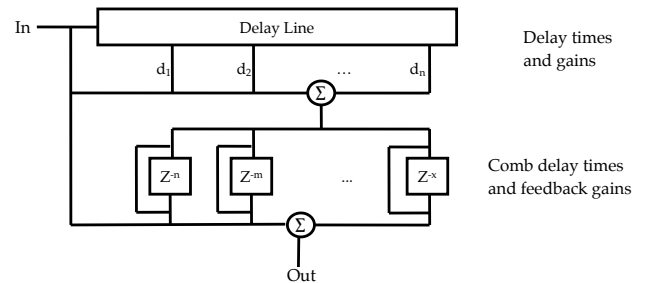 In
Delay Line
Delay times
and gains
d₁
d₂
...
dₙ
Σ
Z⁻ⁿ
Z⁻ᵐ
...
Z⁻ˣ
Comb delay times
and feedback gains
Σ
Out